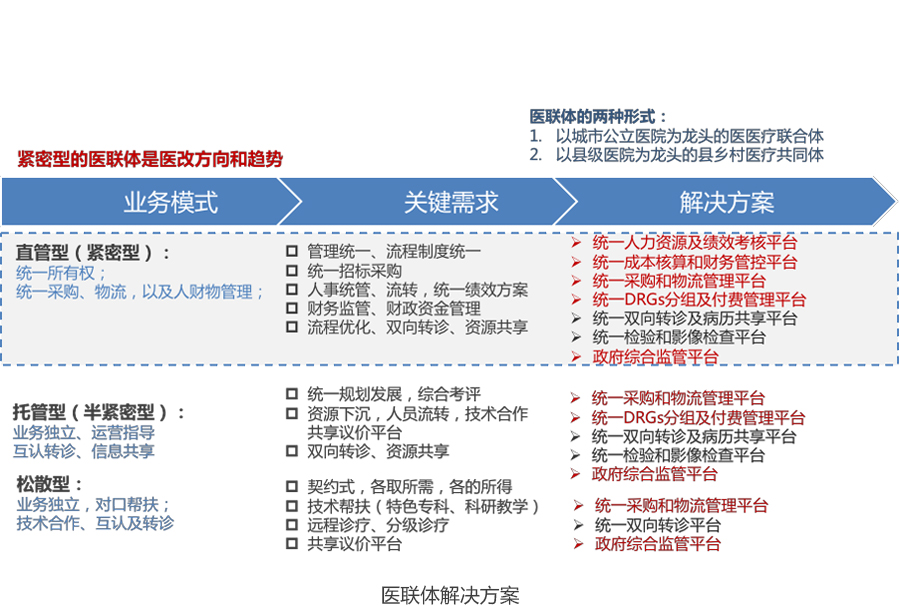 医联体的两种形式：
1. 以城市公立医院为龙头的医医疗联合体
2. 以县级医院为龙头的县乡村医疗共同体
紧密型的医联体是医改方向和趋势
业务模式
关键需求
解决方案
直管型（紧密型）：
统一所有权；
统一采购、物流，以及人财物管理；
管理统一、流程制度统一
统一招标采购
人事统管、流转，统一绩效方案
财务监管、财政资金管理
流程优化、双向转诊、资源共享
统一人力资源及绩效考核平台
统一成本核算和财务管控平台
统一采购和物流管理平台
统一DRGs分组及付费管理平台
统一双向转诊及病历共享平台
统一检验和影像检查平台
政府综合监管平台
托管型（半紧密型）：
业务独立、运营指导
互认转诊、信息共享
统一规划发展，综合考评
资源下沉，人员流转，技术合作
共享议价平台
双向转诊、资源共享
统一采购和物流管理平台
统一DRGs分组及付费管理平台
统一双向转诊及病历共享平台
统一检验和影像检查平台
政府综合监管平台
松散型：
业务独立，对口帮扶；
技术合作、互认及转诊
契约式，各取所需，各的所得
技术帮扶（特色专科、科研教学）
远程诊疗、分级诊疗
共享议价平台
统一采购和物流管理平台
统一双向转诊平台
政府综合监管平台
医联体解决方案